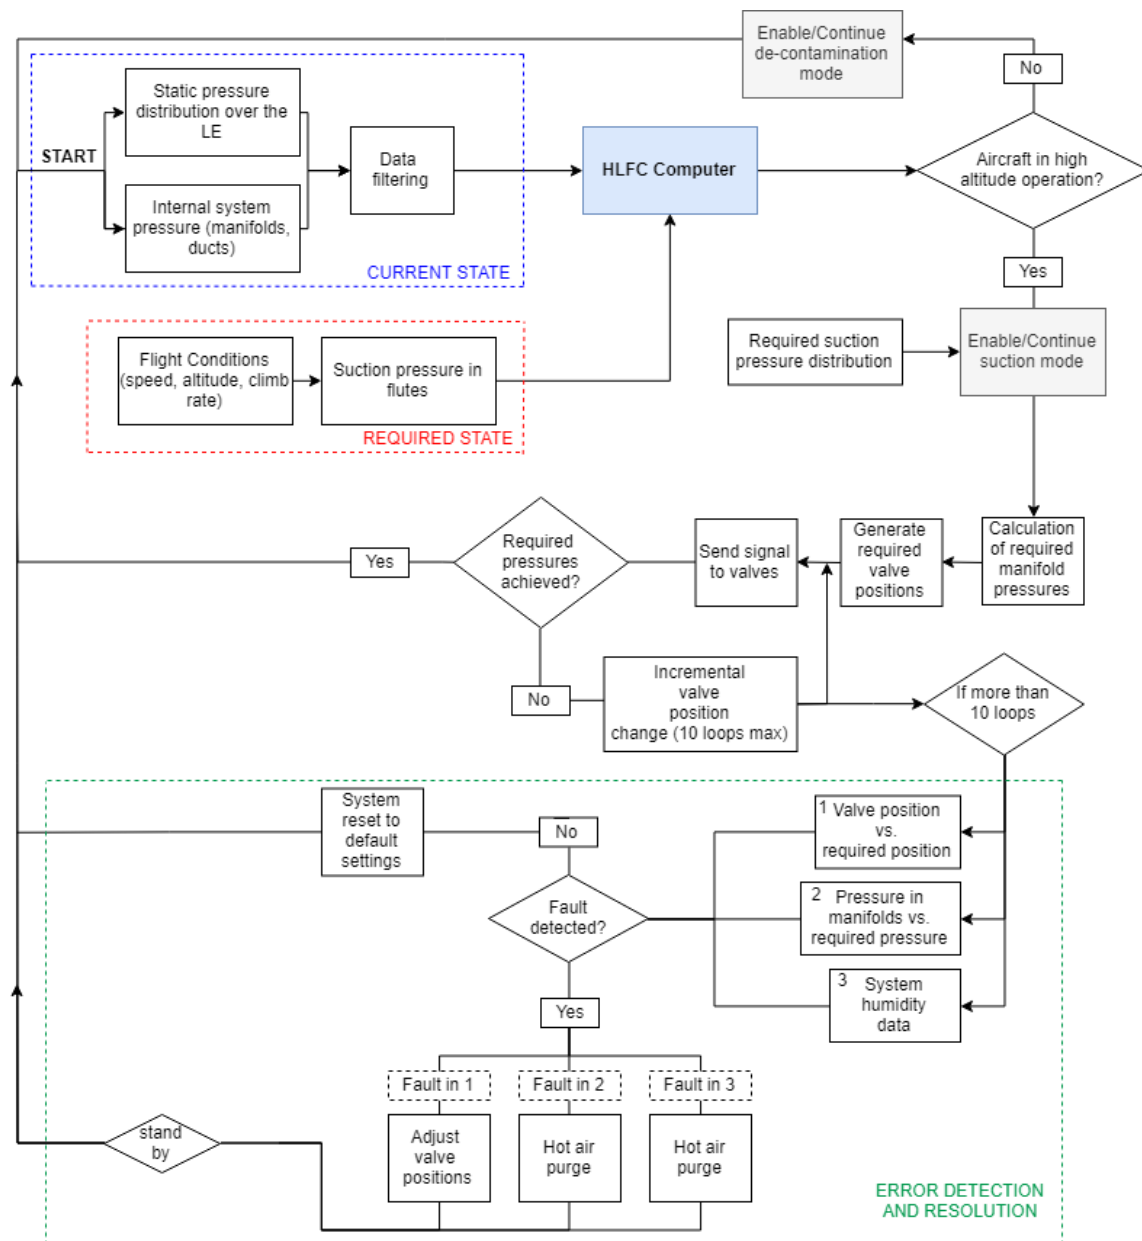 Enable/Continue
de-contamination
mode
No
Static pressure
distribution over the
LE
START
Data
filtering
HLFC Computer
Aircraft in high
altitude operation?
Internal system
pressure (manifolds,
ducts)
CURRENT STATE
Yes
Required suction
pressure distribution
Enable/Continue
suction mode
Flight Conditions
(speed, altitude, climb
rate)
Suction pressure in
flutes
REQUIRED STATE
Required
pressures
achieved?
Yes
Send signal
to valves
Generate
required
valve
positions
Calculation
of required
manifold
pressures
No
Incremental
valve
position
change (10 loops max)
If more than
10 loops
System
reset to
default
settings
No
1 Valve position
vs.
required position
Fault
detected?
2 Pressure in
manifolds vs.
required pressure
3 System
humidity
data
Yes
Fault in 1
Fault in 2
Fault in 3
stand
by
Adjust
valve
positions
Hot air
purge
Hot air
purge
ERROR DETECTION
AND RESOLUTION